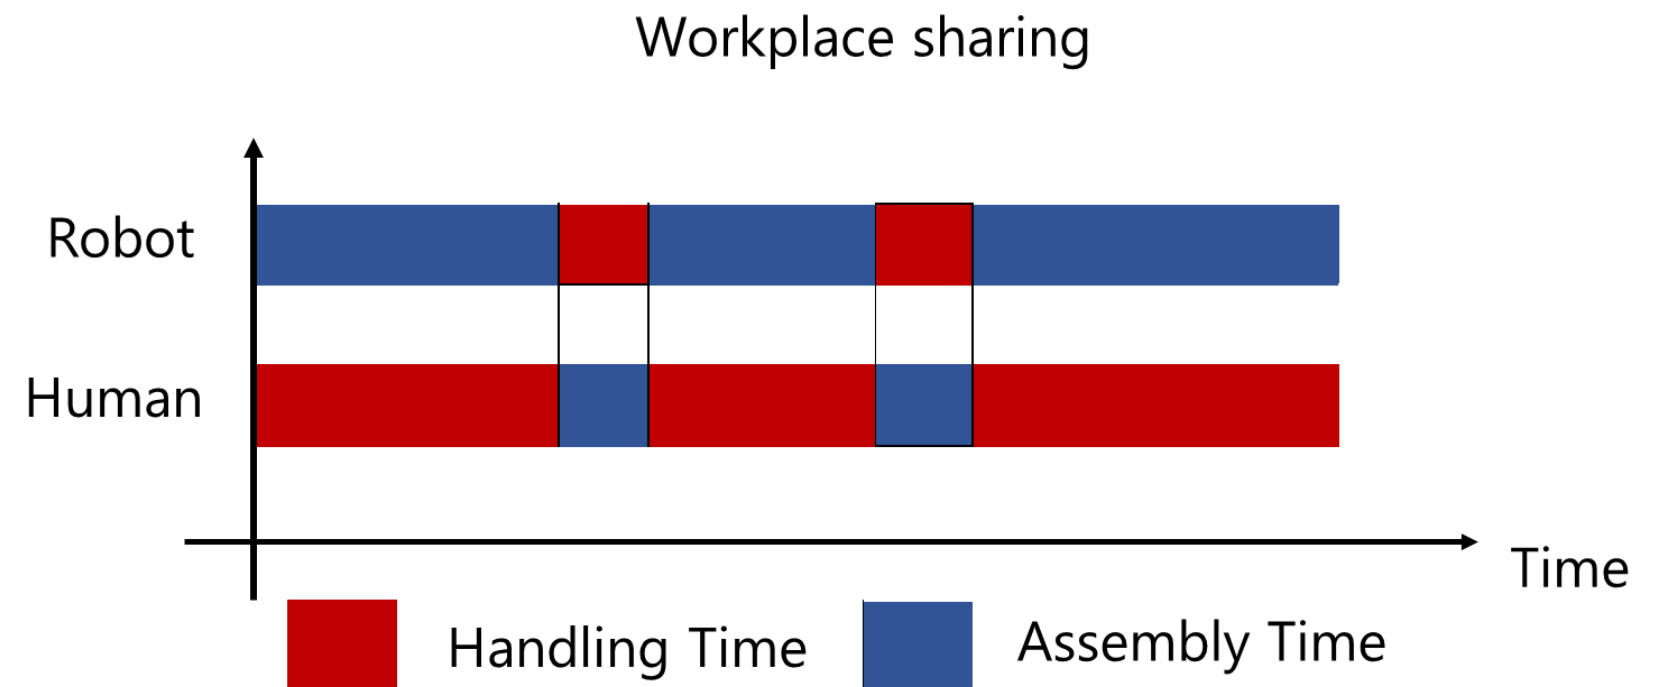 Workplace sharing
Robot
Human
Time
Handling Time
Assembly Time